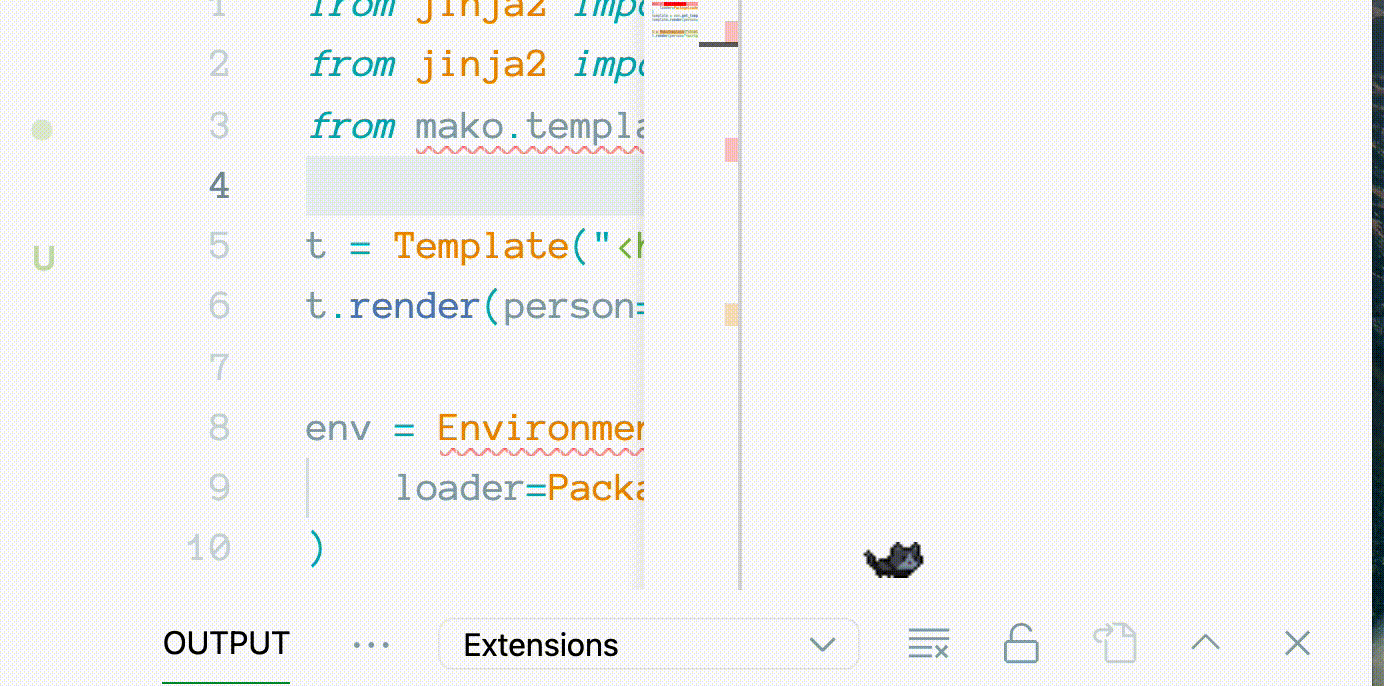 1 from jinja2 impo
2 from jinja2 impo
3 from mako.templa
4
5 t = Template("<h
6 t.render(person=
7
8 env = Environmen
9 loader=Packa
10 )
U
OUTPUT ... Extensions